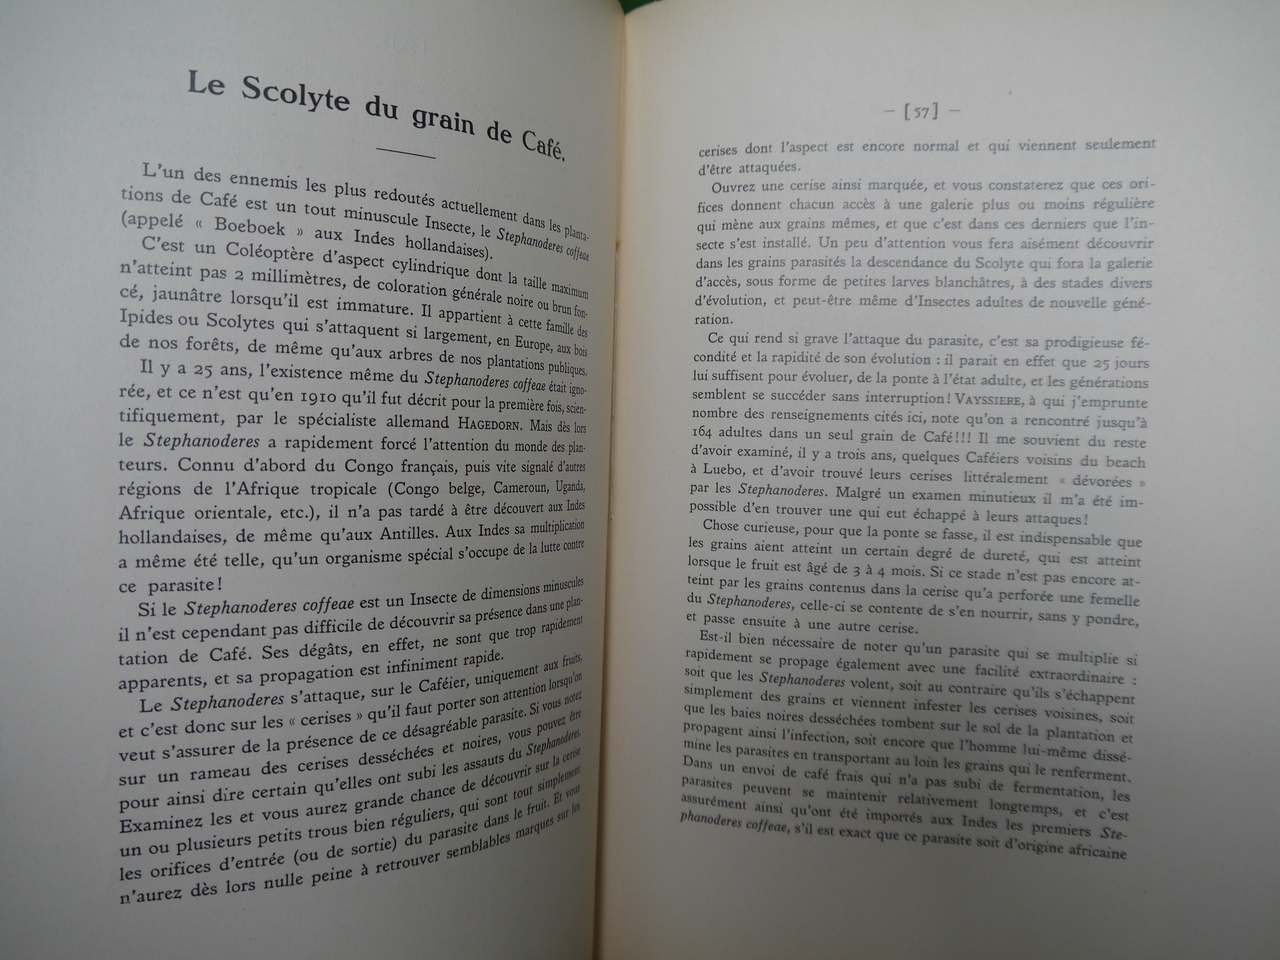 Le Scolyte du grain de Café.
L'un des ennemis les plus redoutés actuellement dans les planta-
tions de Café est un tout minuscule Insecte, le Stephanoderes coffeae
(appelé « Boeboek » aux Indes hollandaises).
C'est un Coléoptère d'aspect cylindrique dont la taille maximum
n'atteint pas 2 millimètres, de coloration générale noire ou brun fon-
cé, jaunâtre lorsqu'il est immature. Il appartient à cette famille des
Ipides ou Scolytes qui s'attaquent si largement, en Europe, aux bois
de nos forêts, de même qu'aux arbres de nos plantations publiques.
Il y a 25 ans, l'existence même du Stephanoderes coffeae était igno-
rée, et ce n'est qu'en 1910 qu'il fut décrit pour la première fois, scien-
tifiquement, par le spécialiste allemand HAGEDORN. Mais dès lors
le Stephanoderes a rapidement forcé l'attention du monde des plan-
teurs. Connu d'abord du Congo français, puis vite signalé d'autres
régions de l'Afrique tropicale (Congo belge, Cameroun, Uganda,
Afrique orientale, etc.), il n'a pas tardé à être découvert aux Indes
hollandaises, de même qu'aux Antilles. Aux Indes sa multiplication
a même été telle, qu'un organisme spécial s'occupe de la lutte contre
ce parasite !
Si le Stephanoderes coffeae est un Insecte de dimensions minuscules
il n'est cependant pas difficile de découvrir sa présence dans une plan-
tation de Café. Ses dégâts, en effet, ne sont que trop rapidement
apparents, et sa propagation est infiniment rapide.
Le Stephanoderes s'attaque, sur le Caféier, uniquement aux fruits,
et c'est donc sur les « cerises » qu'il faut porter son attention lorsqu'on
veut s'assurer de la présence de ce désagréable parasite. Si vous notez
sur un rameau des cerises desséchées et noires, vous pouvez être
pour ainsi dire certain qu'elles ont subi les assauts du Stephanoderes.
Examinez les et vous aurez grande chance de découvrir sur la cerise
un ou plusieurs petits trous bien réguliers, qui sont tout simplement
les orifices d'entrée (ou de sortie) du parasite dans le fruit. Et vous
n'aurez dès lors nulle peine à retrouver semblables marques sur les
— [57] —
cerises dont l'aspect est encore normal et qui viennent seulement
d'être attaquées.
Ouvrez une cerise ainsi marquée, et vous constaterez que ces ori-
fices donnent chacun accès à une galerie plus ou moins régulière
qui mène aux grains mêmes, et que c'est dans ces derniers que l'in-
secte s'est installé. Un peu d'attention vous fera aisément découvrir
dans les grains parasités la descendance du Scolyte qui fora la galerie
d'accès, sous forme de petites larves blanchâtres, à des stades divers
d'évolution, et peut-être même d'Insectes adultes de nouvelle géné-
ration.
Ce qui rend si grave l'attaque du parasite, c'est sa prodigieuse fé-
condité et la rapidité de son évolution : il parait en effet que 25 jours
lui suffisent pour évoluer, de la ponte à l'état adulte, et les générations
semblent se succéder sans interruption! VAYSSIERE, à qui j'emprunte
nombre des renseignements cités ici, note qu'on a rencontré jusqu'à
164 adultes dans un seul grain de Café!!! Il me souvient du reste
d'avoir examiné, il y a trois ans, quelques Caféiers voisins du beach
à Luebo, et d'avoir trouvé leurs cerises littéralement « dévorées »
par les Stephanoderes. Malgré un examen minutieux il m'a été im-
possible d'en trouver une qui eut échappé à leurs attaques!
Chose curieuse, pour que la ponte se fasse, il est indispensable que
les grains aient atteint un certain degré de dureté, qui est atteint
lorsque le fruit est âgé de 3 à 4 mois. Si ce stade n'est pas encore at-
teint par les grains contenus dans la cerise qu'a perforée une femelle
du Stephanoderes, celle-ci se contente de s'en nourrir, sans y pondre,
et passe ensuite à une autre cerise.
Est-il bien nécessaire de noter qu'un parasite qui se multiplie si
rapidement se propage également avec une facilité extraordinaire :
soit que les Stephanoderes volent, soit au contraire qu'ils s'échappent
simplement des grains et viennent infester les cerises voisines, soit
que les baies noires desséchées tombent sur le sol de la plantation et
propagent ainsi l'infection, soit encore que l'homme lui-même dissé-
mine les parasites en transportant au loin les grains qui le renferment.
Dans un envoi de café frais qui n'a pas subi de fermentation, les
parasites peuvent se maintenir relativement longtemps, et c'est
assurément ainsi qu'ont été importés aux Indes les premiers Ste-
phanoderes coffeae, s'il est exact que ce parasite soit d'origine africaine